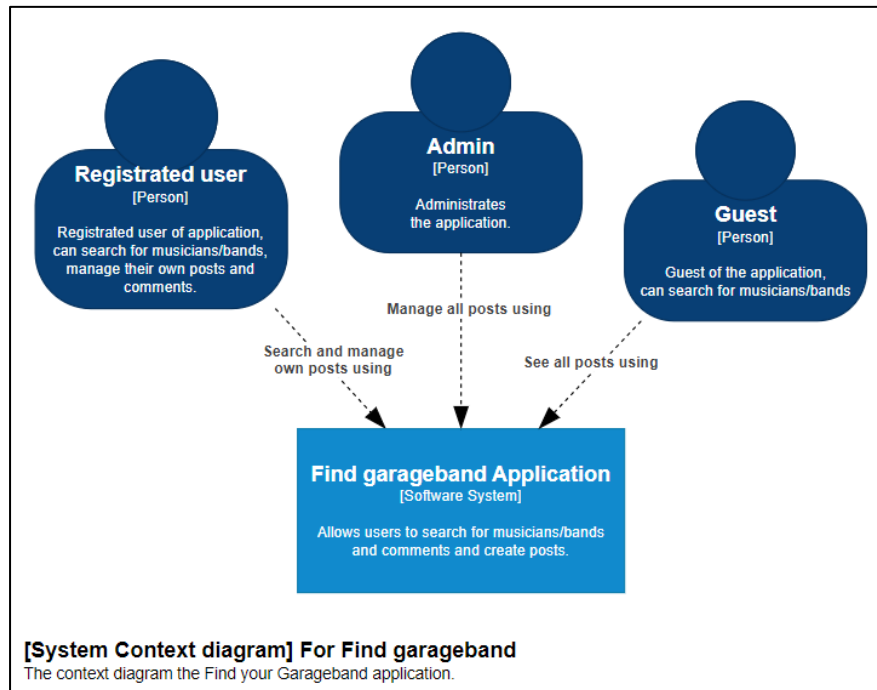 Registrated user
[Person]
Registrated user of application,
can search for musicians/bands,
manage their own posts and
comments.
Admin
[Person]
Administrates
the application.
Guest
[Person]
Guest of the application,
can search for musicians/bands
Search and manage
own posts using
Manage all posts using
See all posts using
Find garageband Application
[Software System]
Allows users to search for musicians/bands
and comments and create posts.
[System Context diagram] For Find garageband
The context diagram the Find your Garageband application.